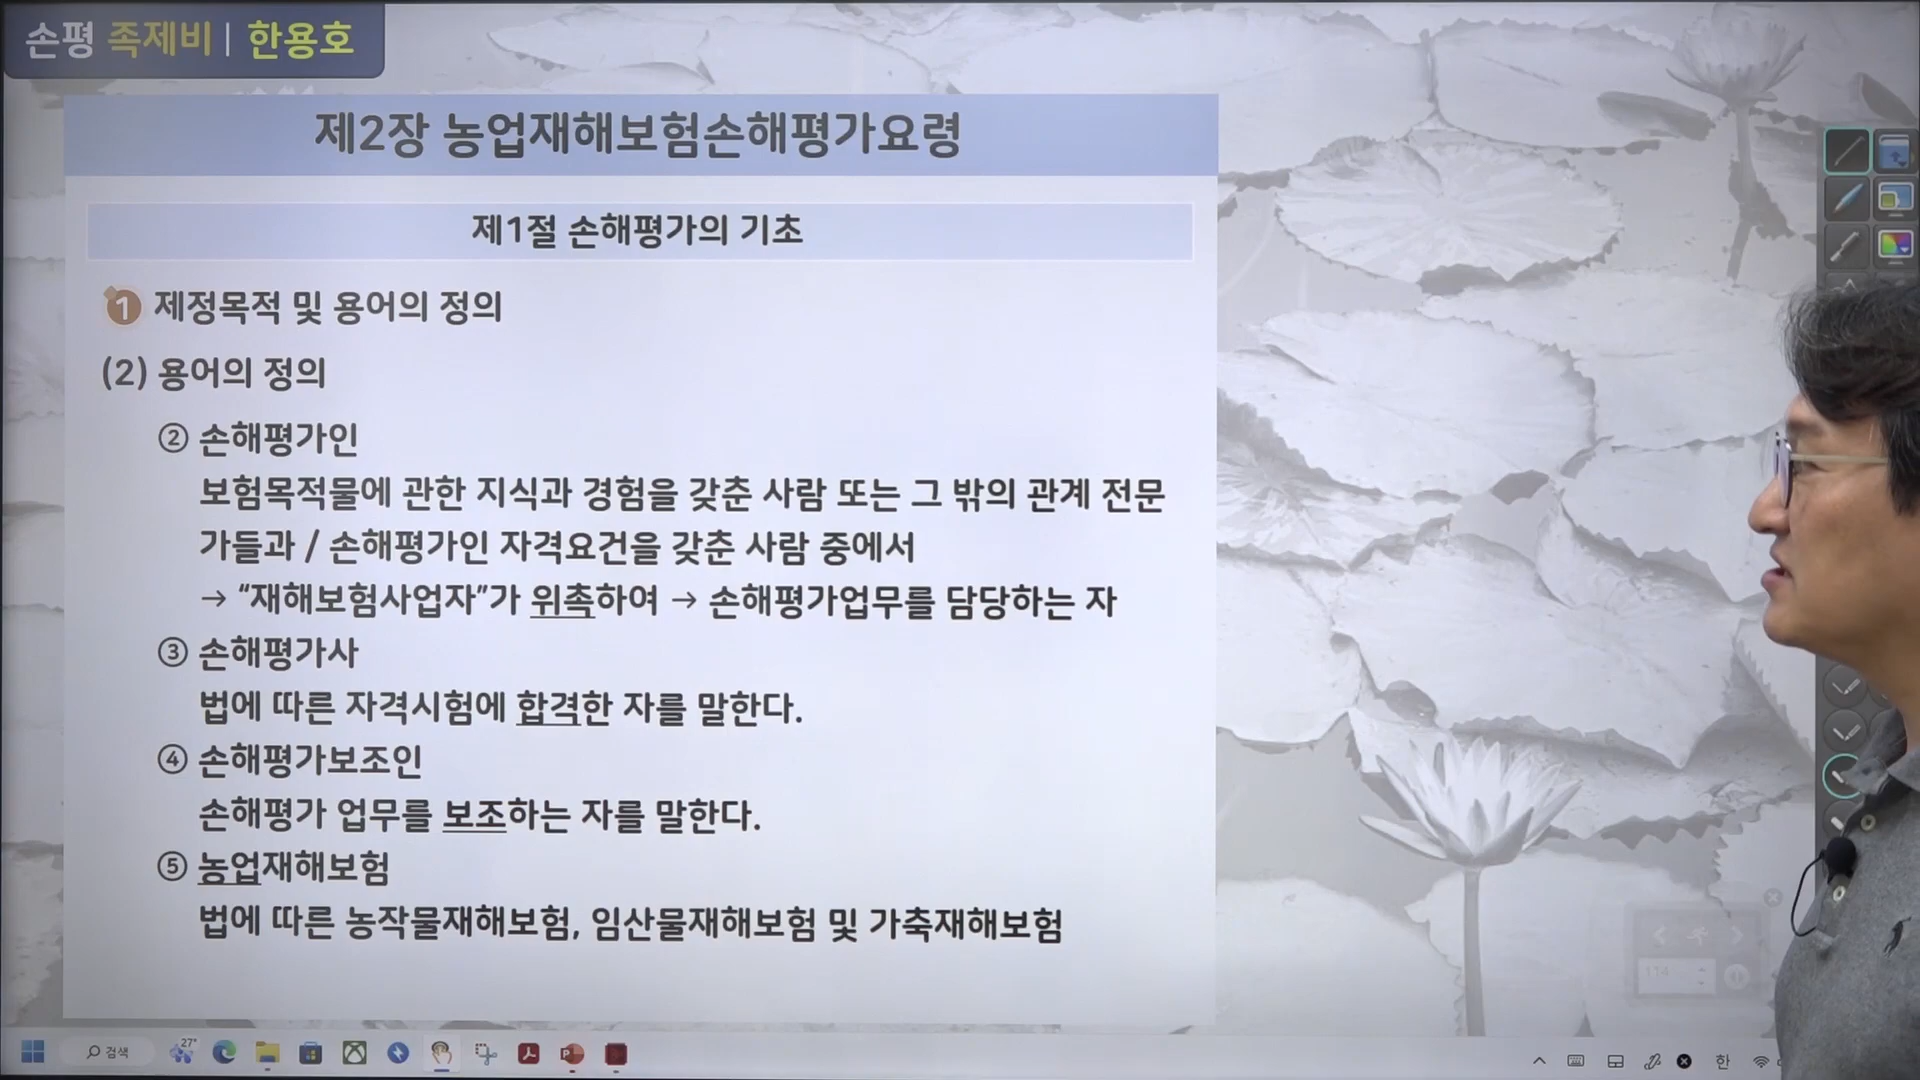 손평 족제비 | 한용호
제2장 농업재해보험손해평가요령
제1절 손해평가의 기초
1 제정목적 및 용어의 정의
(2) 용어의 정의
② 손해평가인
보험목적물에 관한 지식과 경험을 갖춘 사람 또는 그 밖의 관계 전문
가들과 / 손해평가인 자격요건을 갖춘 사람 중에서
→ “재해보험사업자”가 위촉하여 → 손해평가업무를 담당하는 자
③ 손해평가사
법에 따른 자격시험에 합격한 자를 말한다.
④ 손해평가보조인
손해평가 업무를 보조하는 자를 말한다.
⑤ 농업재해보험
법에 따른 농작물재해보험, 임산물재해보험 및 가축재해보험
114
검색
27°
한